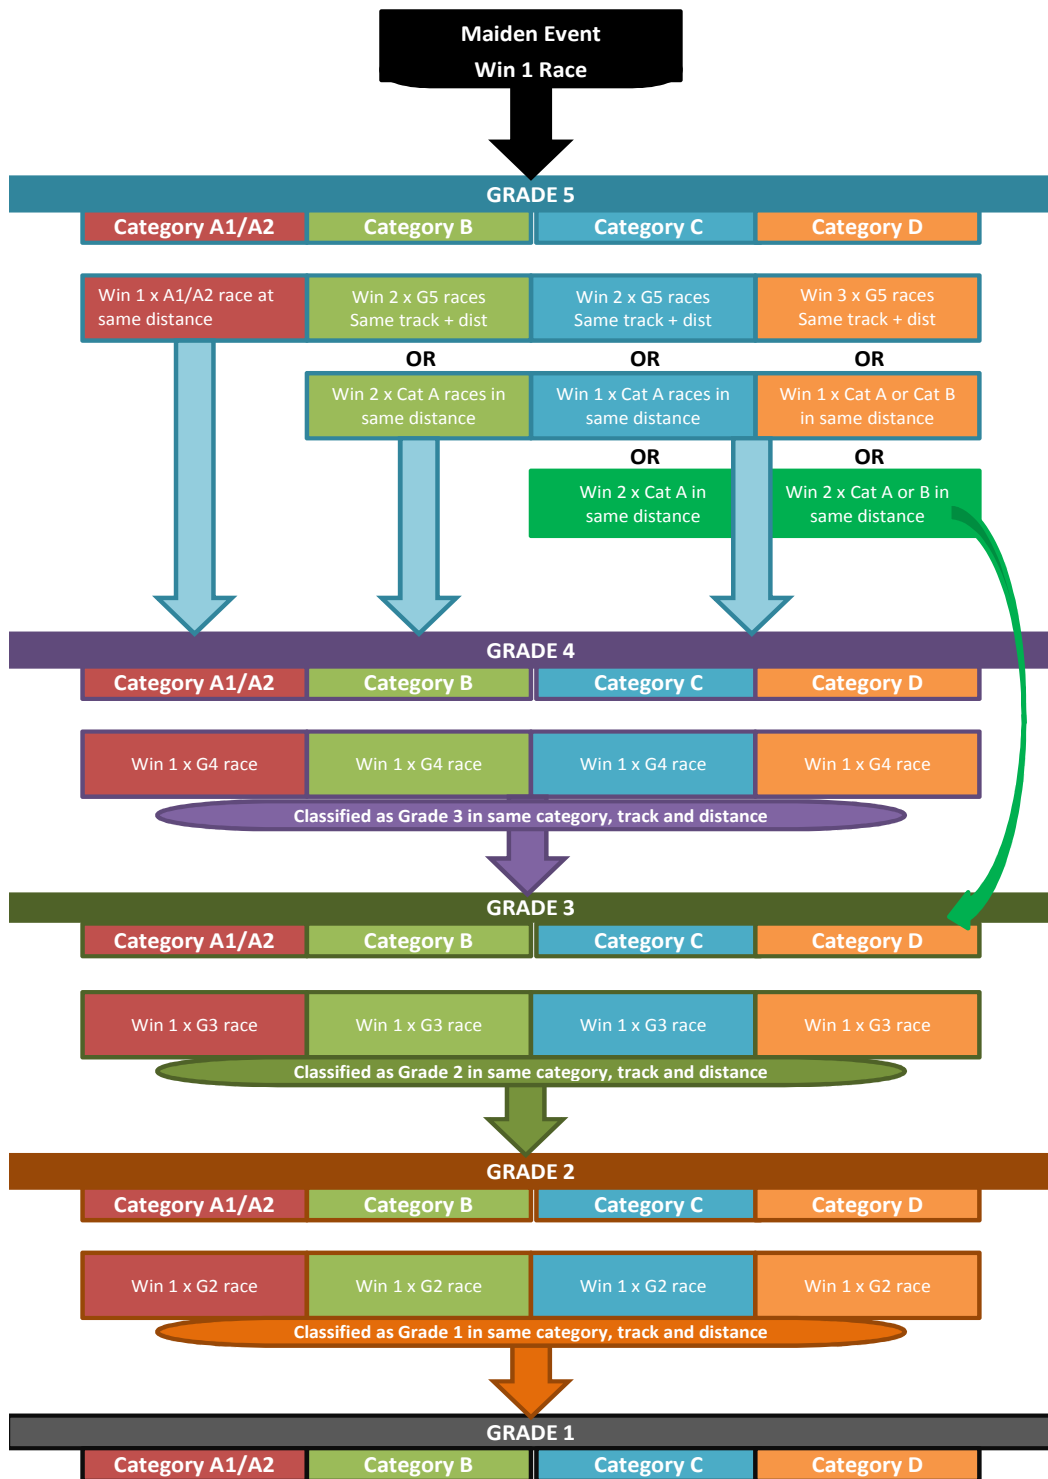 Maiden Event
Win 1 Race
GRADE 5
Category A1/A2 Category B Category C Category D
Win 1 x A1/A2 race at
same distance
Win 2 x G5 races
Same track + dist
Win 2 x G5 races
Same track + dist
Win 3 x G5 races
Same track + dist
OR OR OR
Win 2 x Cat A races in
same distance
Win 1 x Cat A races in
same distance
Win 1 x Cat A or Cat B
in same distance
OR OR
Win 2 x Cat A in
same distance
Win 2 x Cat A or B in
same distance
GRADE 4
Category A1/A2 Category B Category C Category D
Win 1 x G4 race Win 1 x G4 race Win 1 x G4 race Win 1 x G4 race
Classified as Grade 3 in same category, track and distance
GRADE 3
Category A1/A2 Category B Category C Category D
Win 1 x G3 race Win 1 x G3 race Win 1 x G3 race Win 1 x G3 race
Classified as Grade 2 in same category, track and distance
GRADE 2
Category A1/A2 Category B Category C Category D
Win 1 x G2 race Win 1 x G2 race Win 1 x G2 race Win 1 x G2 race
Classified as Grade 1 in same category, track and distance
GRADE 1
Category A1/A2 Category B Category C Category D